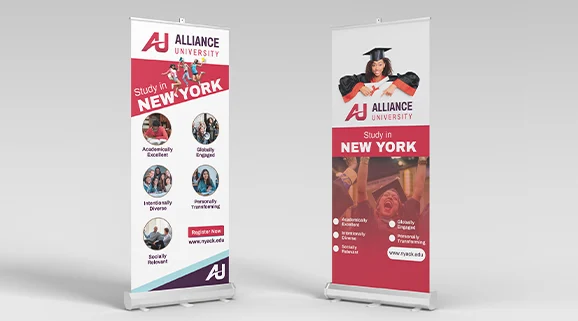 AU ALLIANCE
UNIVERSITY
Study in
NEW YORK
Academically
Excellent
Globally
Engaged
Intentionally
Diverse
Personally
Transforming
Socially
Relevant
Register Now
www.nyack.edu
AU
AU ALLIANCE
UNIVERSITY
Study in
NEW YORK
Academically
Excellent
Globally
Engaged
Intentionally
Diverse
Personally
Transforming
Socially
Relevant
www.nyack.edu